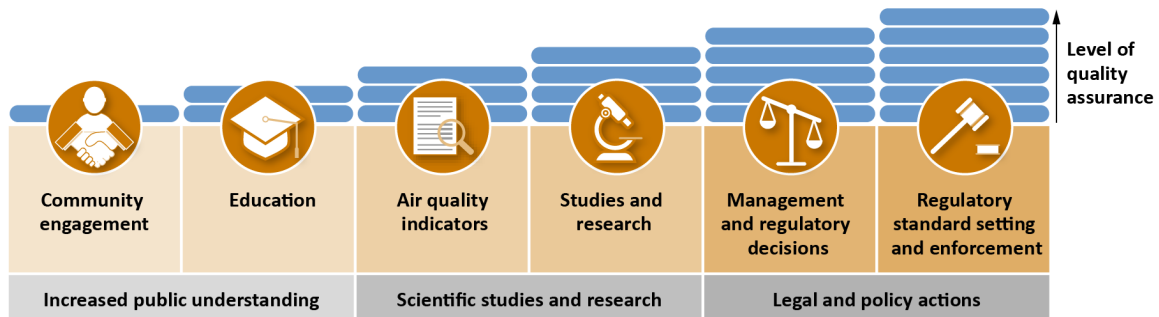 Level of
quality
assurance
Community
engagement
Education
Air quality
indicators
Studies and
research
Management
and regulatory
decisions
Regulatory
standard setting
and enforcement
Increased public understanding
Scientific studies and research
Legal and policy actions